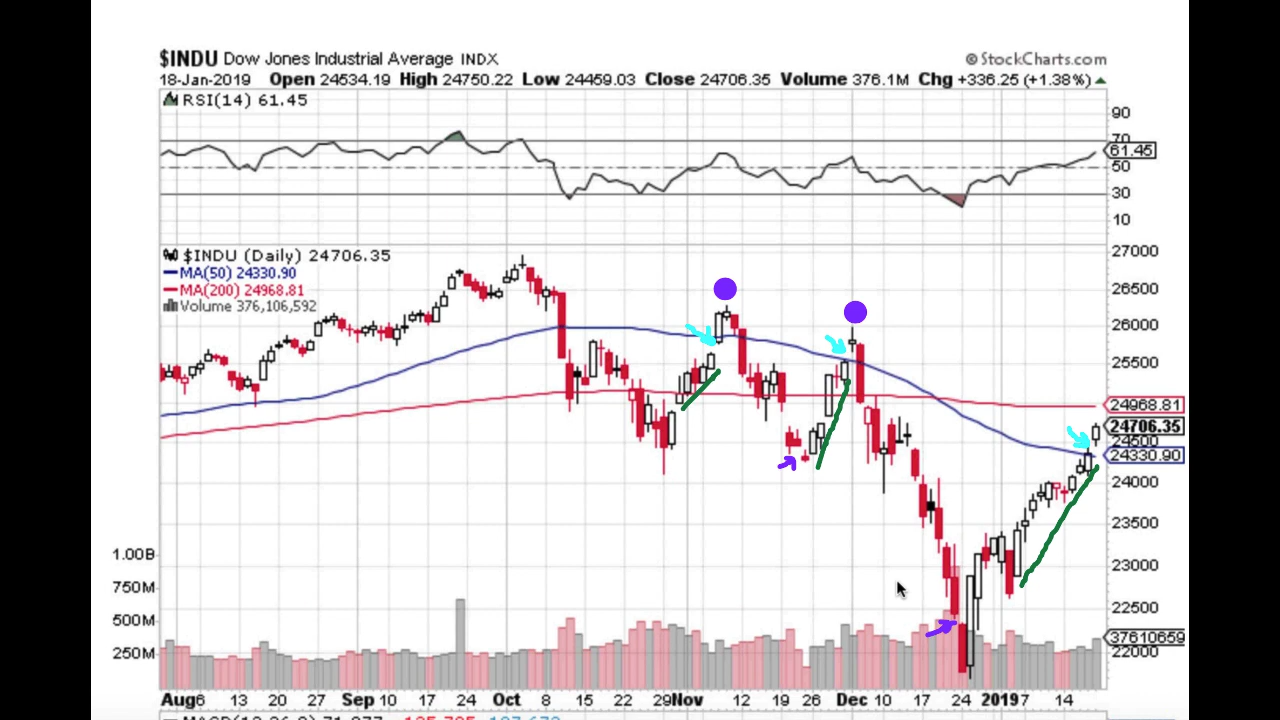 $INDU Dow Jones Industrial Average INDX
© StockCharts.com
18-Jan-2019 Open 24534.19 High 24750.22 Low 24459.03 Close 24706.35 Volume 376.1M Chg +336.25 (+1.38%)
RSI(14) 61.45
90
70
61.45
50
30
10
$INDU (Daily) 24706.35
MA(50) 24330.90
MA(200) 24968.81
Volume 376,106,592
27000
26500
26000
25500
24968.81
24706.35
24500
24330.90
24000
23500
23000
22500
37610659
22000
1.00B
750M
500M
250M
Aug 6 13 20 27 Sep 10 17 24 Oct 8 15 22 29 Nov 12 19 26 Dec 10 17 24 2019 7 14